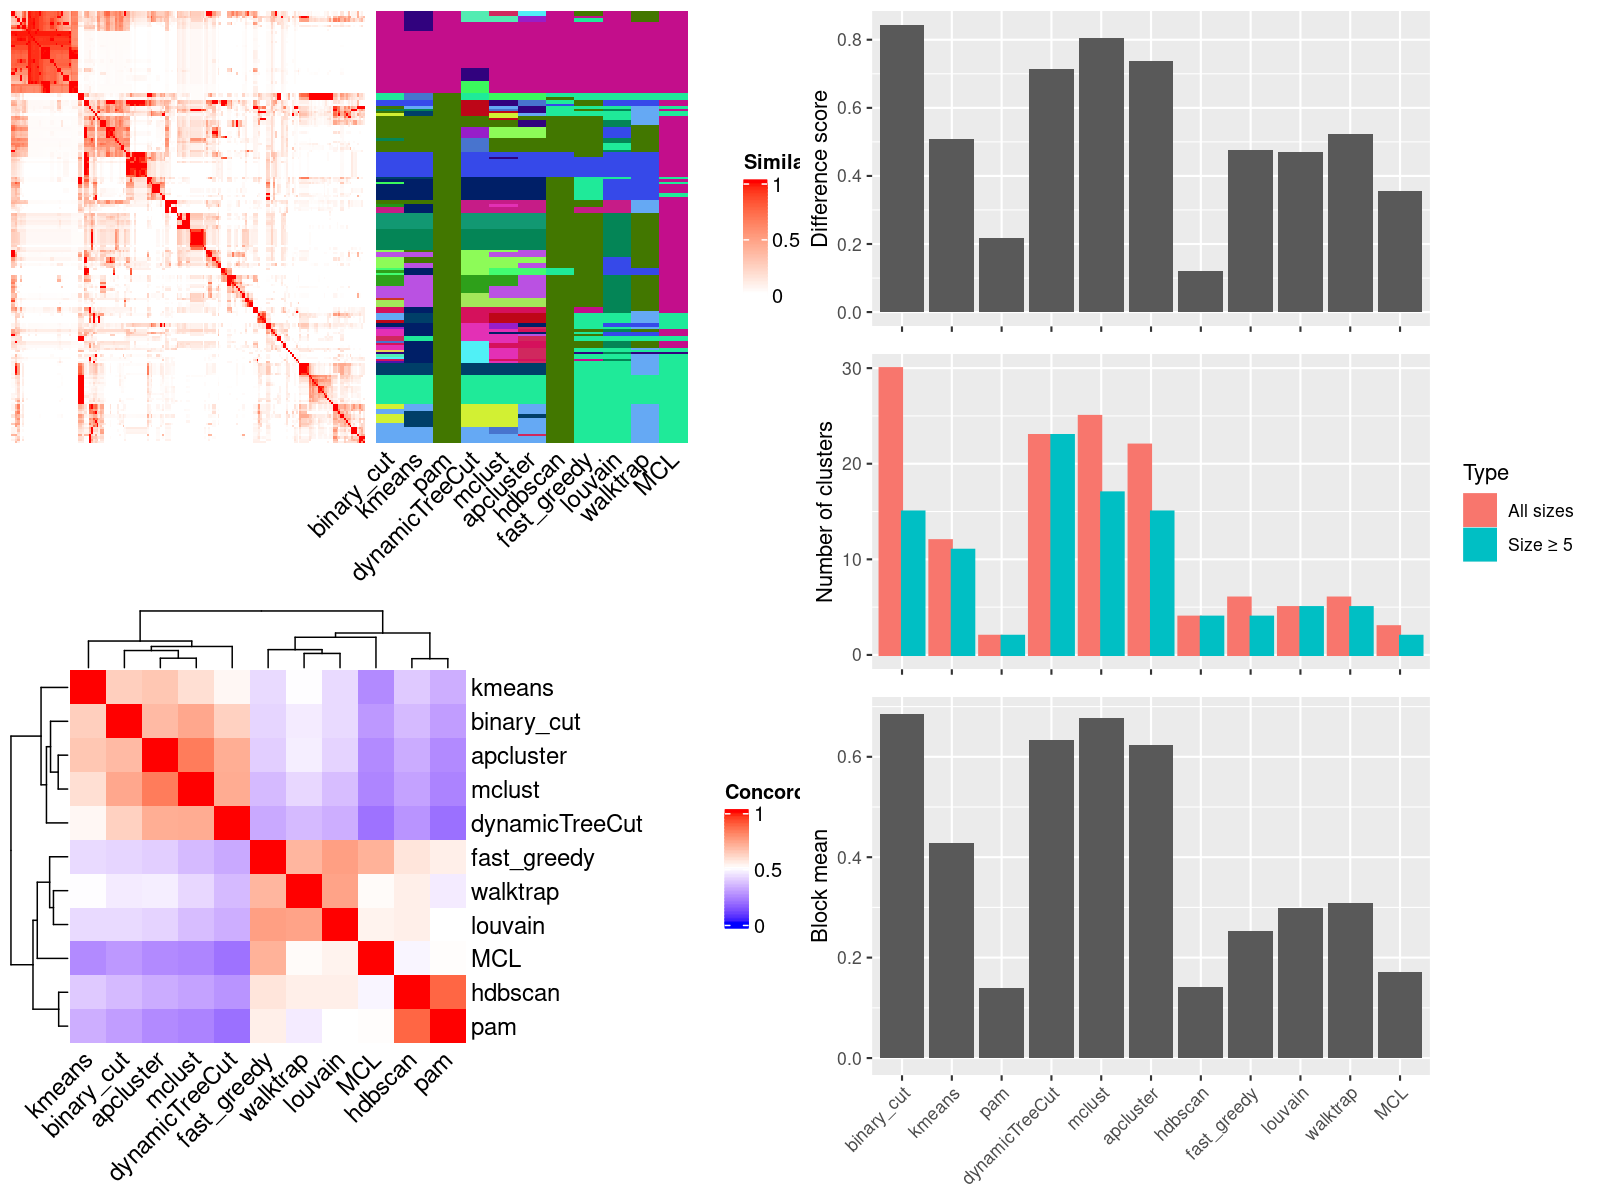 Simila
1
0.5
0
binary_cut
kmeans
pam
dynamicTreeCut
mclust
apcluster
hdbscan
fast_greedy
louvain
walktrap
MCL
kmeans
binary_cut
apcluster
mclust
dynamicTreeCut
fast_greedy
walktrap
louvain
MCL
hdbscan
pam
kmeans
binary_cut
apcluster
mclust
dynamicTreeCut
fast_greedy
walktrap
louvain
MCL
hdbscan
pam
Concord
1
0.5
0
Difference score
0.8
0.6
0.4
0.2
0.0
Number of clusters
30
20
10
0
Type
All sizes
Size ≥ 5
Block mean
0.6
0.4
0.2
0.0
binary_cut
kmeans
pam
dynamicTreeCut
mclust
apcluster
hdbscan
fast_greedy
louvain
walktrap
MCL